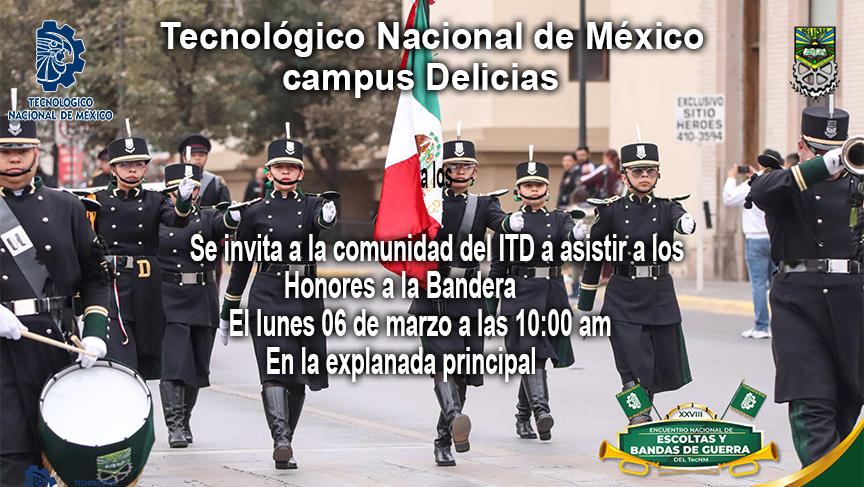 Tecnológico Nacional de México
campus Delicias
TECNOLOGICO
NACIONAL DE MÉXICO
EXCLUSIVO
SITIO
HEROES
410-3594
a los
Se invita a la comunidad del ITD a asistir a los
Honores a la Bandera
El lunes 06 de marzo a las 10:00 am
En la explanada principal
D
XXVIII
ENCUENTRO NACIONAL DE
ESCOLTAS Y
BANDAS DE GUERRA
DEL TecNM